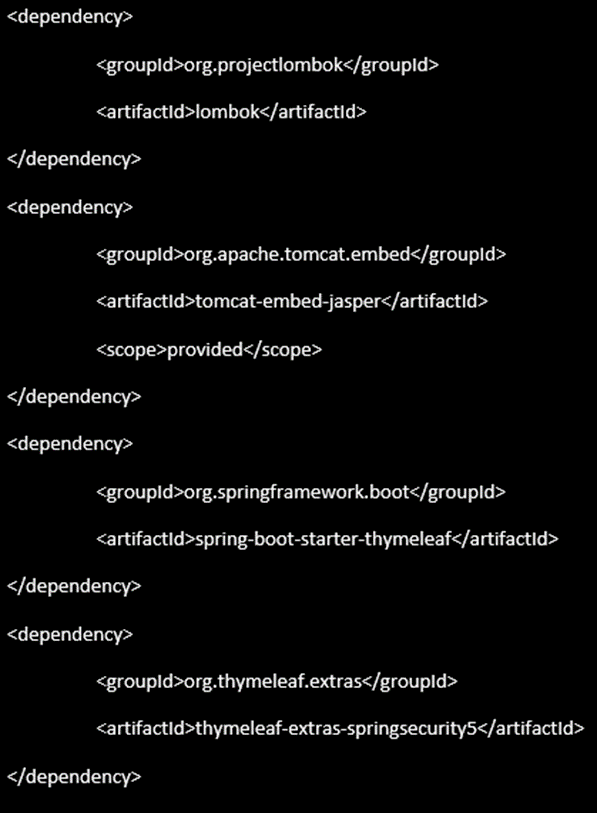 <dependency>
<groupId>org.projectlombok</groupId>
<artifactId>lombok</artifactId>
</dependency>
<dependency>
<groupId>org.apache.tomcat.embed</groupId>
<artifactId>tomcat-embed-jasper</artifactId>
<scope>provided</scope>
</dependency>
<dependency>
<groupId>org.springframework.boot</groupId>
<artifactId>spring-boot-starter-thymeleaf</artifactId>
</dependency>
<dependency>
<groupId>org.thymeleaf.extras</groupId>
<artifactId>thymeleaf-extras-springsecurity5</artifactId>
</dependency>